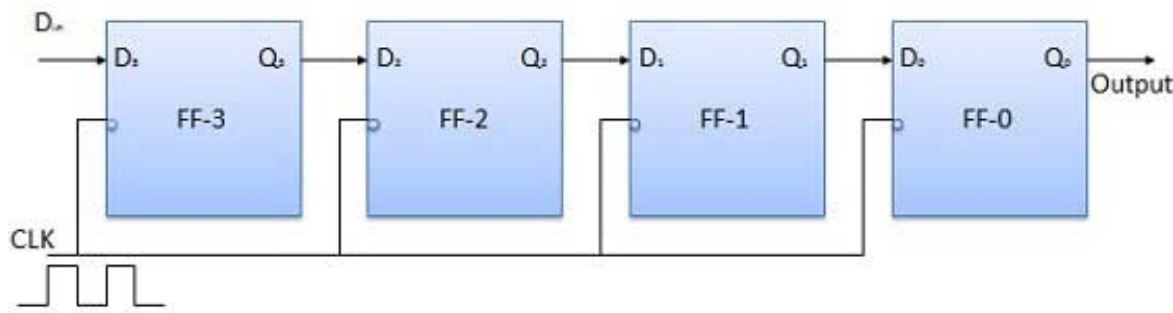 Dᵢₙ
D₃ Q₃ D₂ Q₂ D₁ Q₁ D₀ Q₀
Output
FF-3 FF-2 FF-1 FF-0
CLK